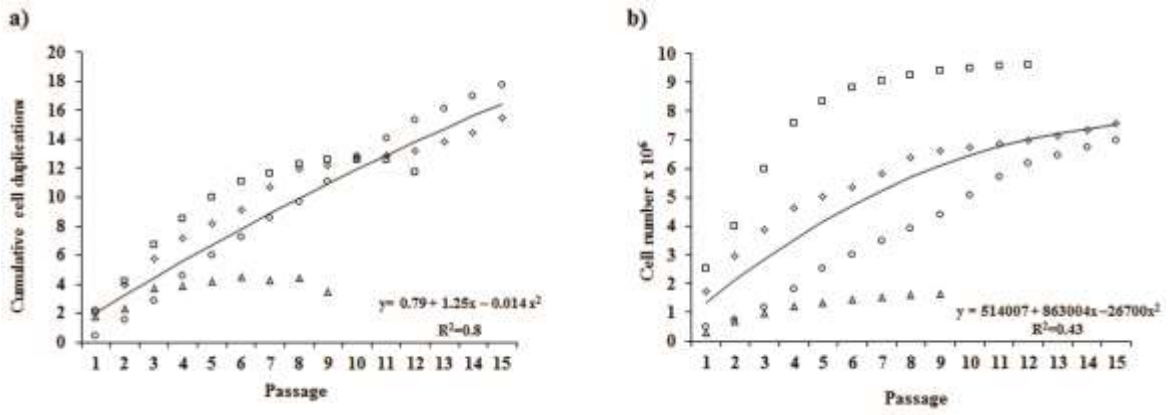 a)
Cumulative cell duplications
20
18
16
14
12
10
8
6
4
2
0
1 2 3 4 5 6 7 8 9 10 11 12 13 14 15
Passage
y= 0.79 + 1.25x – 0.014 x²
R²=0.8
b)
Cell number x 10⁶
10
9
8
7
6
5
4
3
2
1
0
1 2 3 4 5 6 7 8 9 10 11 12 13 14 15
Passage
y = 514007 + 863004x –26700x²
R²=0.43